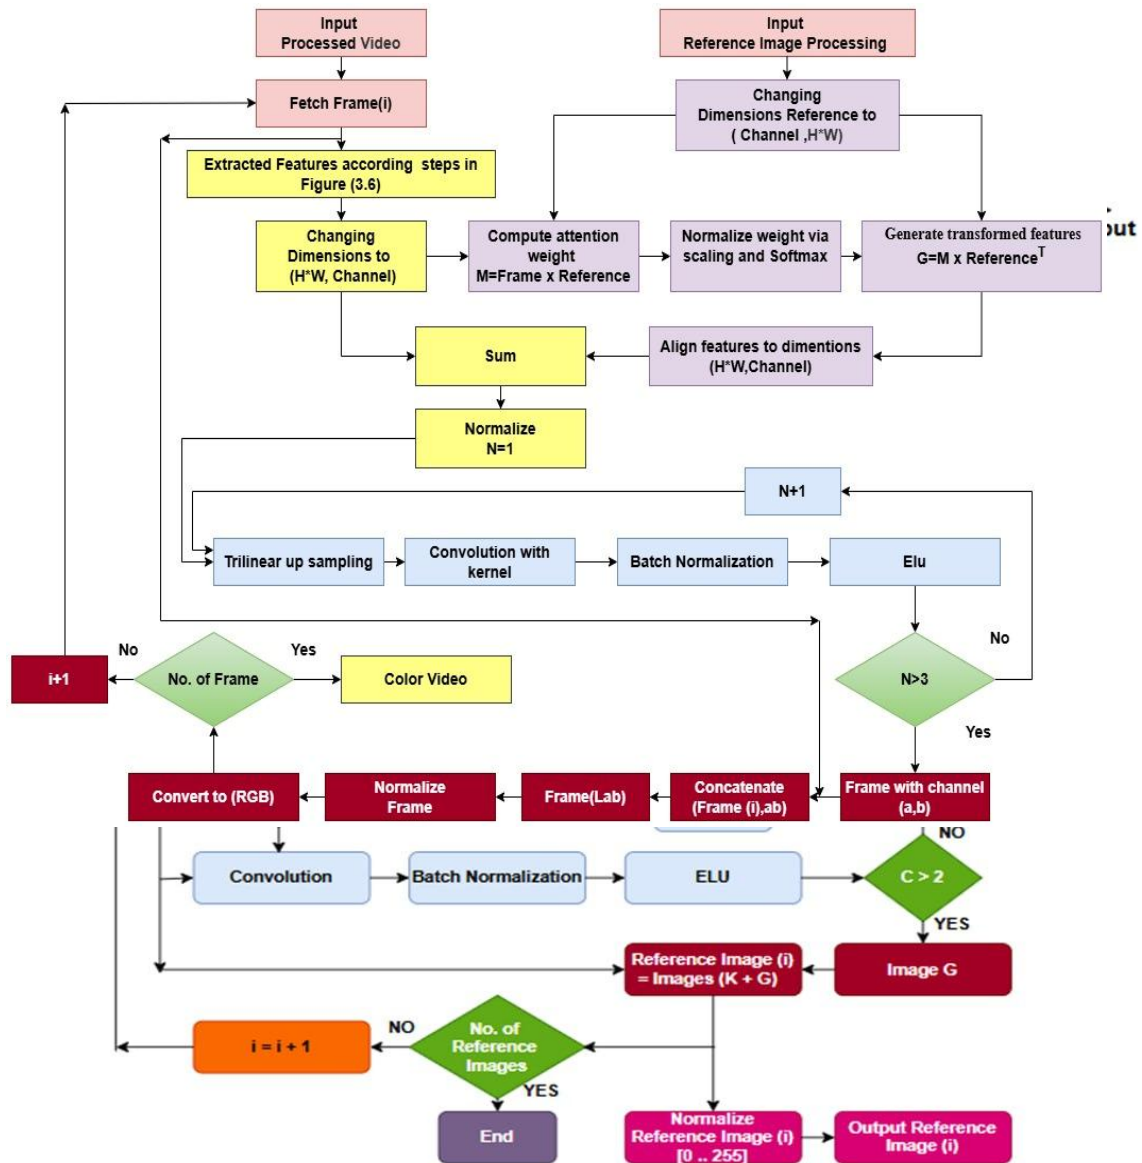 Input
Processed Video
Input
Reference Image Processing
Fetch Frame(i)
Changing
Dimensions Reference to
( Channel ,H*W)
Extracted Features according steps in
Figure (3.6)
Changing
Dimensions to
(H*W, Channel)
Compute attention
weight
M=Frame x Reference
Normalize weight via
scaling and Softmax
Generate transformed features
G=M x Reference^T
Sum
Align features to dimentions
(H*W,Channel)
Normalize
N=1
N+1
Trilinear up sampling
Convolution with
kernel
Batch Normalization
Elu
No
Yes
No
i+1
No. of Frame
Color Video
N>3
Yes
Convert to (RGB)
Normalize
Frame
Frame(Lab)
Concatenate
(Frame (i),ab)
Frame with channel
(a,b)
NO
Convolution
Batch Normalization
ELU
C > 2
YES
Reference Image (i)
= Images (K + G)
Image G
i = i + 1
NO
No. of
Reference
Images
YES
End
Normalize
Reference Image (i)
[0 .. 255]
Output Reference
Image (i)